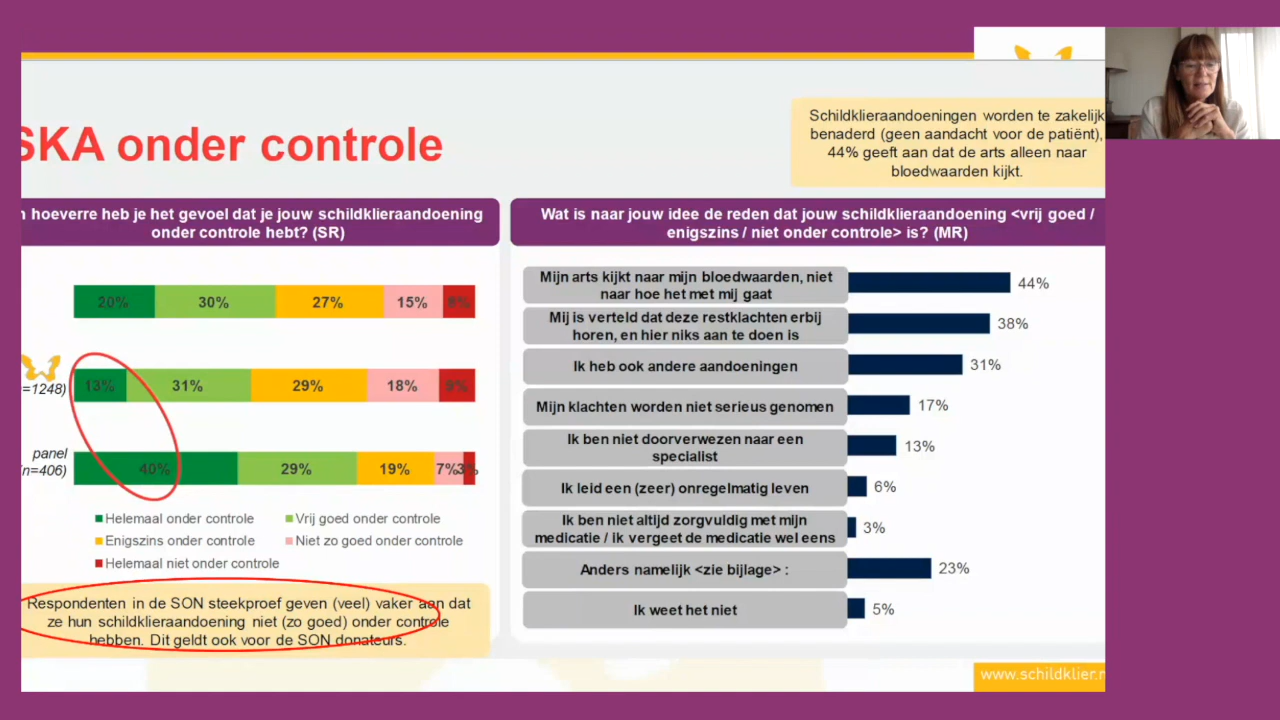 SKA onder controle
Schildklieraandoeningen worden te zakelijk
benaderd (geen aandacht voor de patiënt),
44% geeft aan dat de arts alleen naar
bloedwaarden kijkt.
n hoeverre heb je het gevoel dat je jouw schildklieraandoening
onder controle hebt? (SR)
20% 30% 27% 15% 8%
=1248) 13% 31% 29% 18% 9%
panel
(n=406) 40% 29% 19% 7% 3%
Helemaal onder controle Vrij goed onder controle
Enigszins onder controle Niet zo goed onder controle
Helemaal niet onder controle
Respondenten in de SON steekproef geven (veel) vaker aan dat
ze hun schildklieraandoening niet (zo goed) onder controle
hebben. Dit geldt ook voor de SON donateurs.
Wat is naar jouw idee de reden dat jouw schildklieraandoening <vrij goed /
enigszins / niet onder controle> is? (MR)
Mijn arts kijkt naar mijn bloedwaarden, niet
naar hoe het met mij gaat 44%
Mij is verteld dat deze restklachten erbij
horen, en hier niks aan te doen is 38%
Ik heb ook andere aandoeningen 31%
Mijn klachten worden niet serieus genomen 17%
Ik ben niet doorverwezen naar een
specialist 13%
Ik leid een (zeer) onregelmatig leven 6%
Ik ben niet altijd zorgvuldig met mijn
medicatie / ik vergeet de medicatie wel eens 3%
Anders namelijk <zie bijlage> : 23%
Ik weet het niet 5%
www.schildklier.n